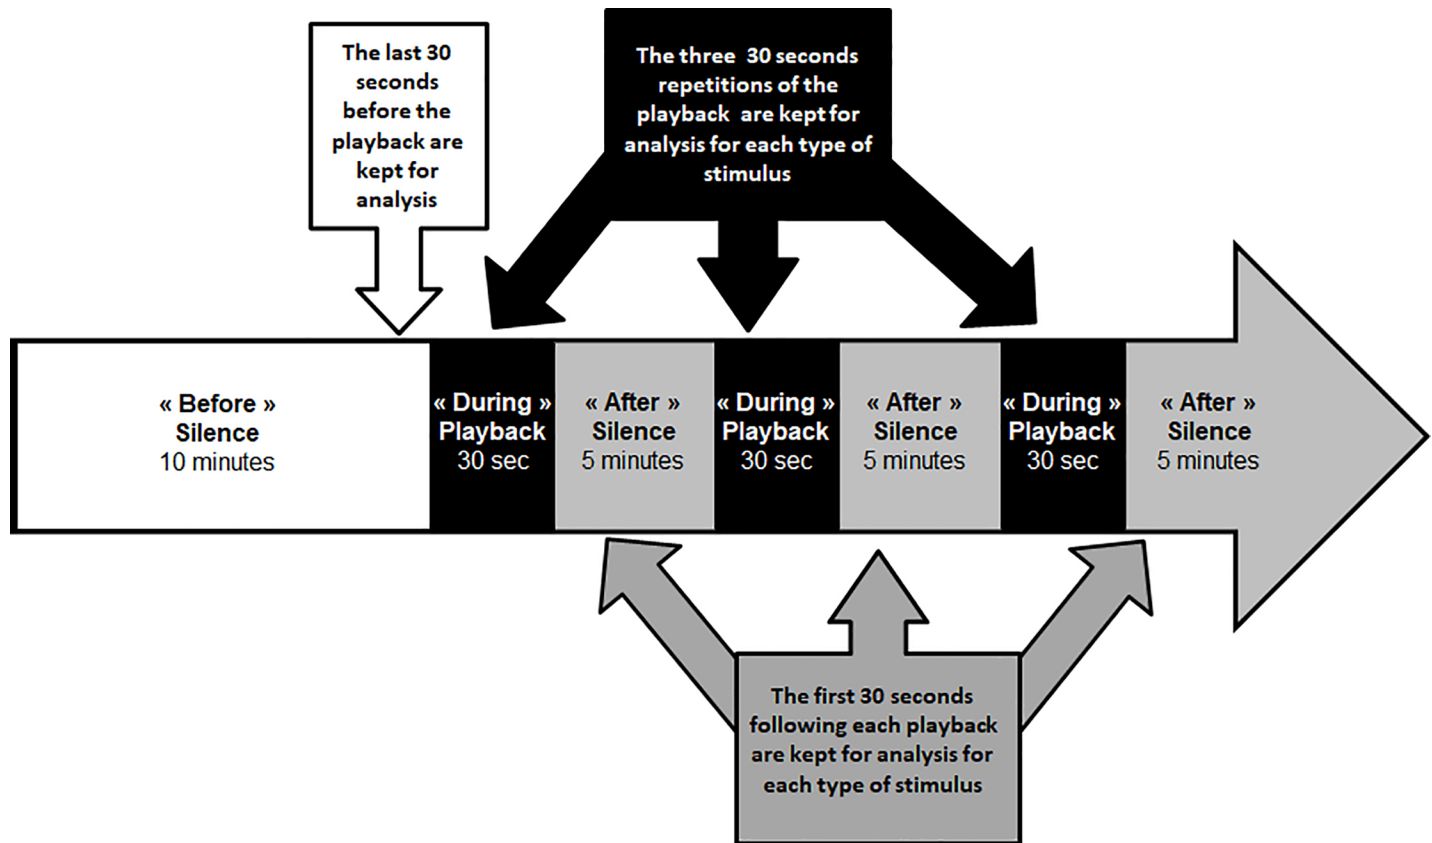 The last 30
seconds
before the
playback are
kept for
analysis
The three 30 seconds
repetitions of the
playback are kept for
analysis for each type of
stimulus
« Before »
Silence
10 minutes
« During »
Playback
30 sec
« After »
Silence
5 minutes
« During »
Playback
30 sec
« After »
Silence
5 minutes
« During »
Playback
30 sec
« After »
Silence
5 minutes
The first 30 seconds
following each playback
are kept for analysis for
each type of stimulus